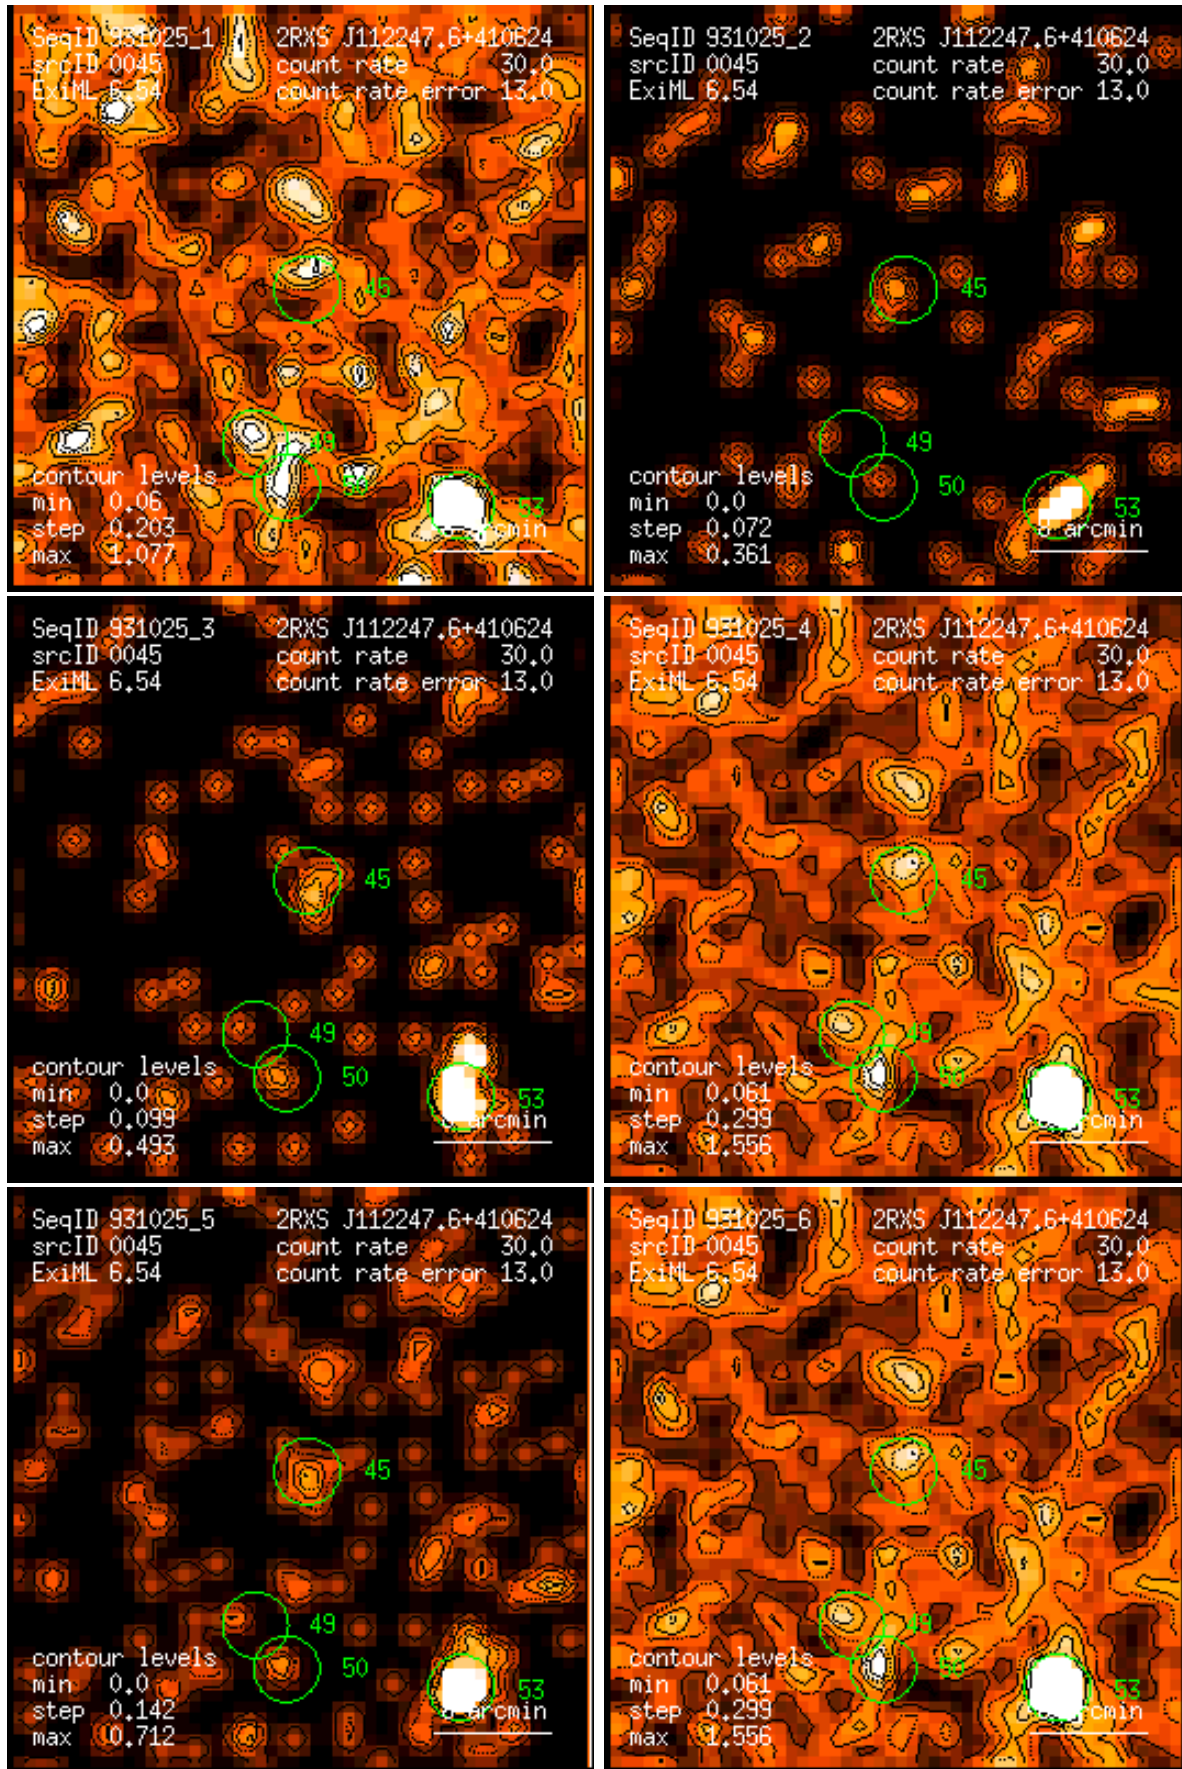 SeqID 931025_1 2RXS J112247.6+410624
srcID 0045 count rate 30.0
ExiML 6.54 count rate error 13.0
45
49
contour levels
50
min 0.06
53
step 0.203
arcmin
max 1.077
SeqID 931025_2 2RXS J112247.6+410624
srcID 0045 count rate 30.0
ExiML 6.54 count rate error 13.0
45
49
contour levels
50
min 0.0
53
step 0.072
arcmin
max 0.361
SeqID 931025_3 2RXS J112247.6+410624
srcID 0045 count rate 30.0
ExiML 6.54 count rate error 13.0
45
49
contour levels
50
min 0.0
53
step 0.099
arcmin
max 0.493
SeqID 931025_4 2RXS J112247.6+410624
srcID 0045 count rate 30.0
ExiML 6.54 count rate error 13.0
45
49
contour levels
50
min 0.061
53
step 0.299
arcmin
max 1.556
SeqID 931025_5 2RXS J112247.6+410624
srcID 0045 count rate 30.0
ExiML 6.54 count rate error 13.0
45
49
contour levels
50
min 0.0
53
step 0.142
arcmin
max 0.712
SeqID 931025_6 2RXS J112247.6+410624
srcID 0045 count rate 30.0
ExiML 6.54 count rate error 13.0
45
49
contour levels
50
min 0.061
53
step 0.299
arcmin
max 1.556